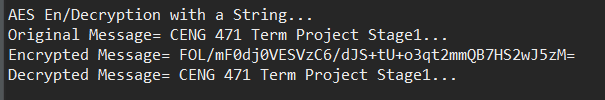 AES En/Decryption with a String...
Original Message= CENG 471 Term Project Stage1...
Encrypted Message= FOL/mF0dj0VESVzC6/dJS+tU+o3qt2mmQB7HS2wJ5zM=
Decrypted Message= CENG 471 Term Project Stage1...